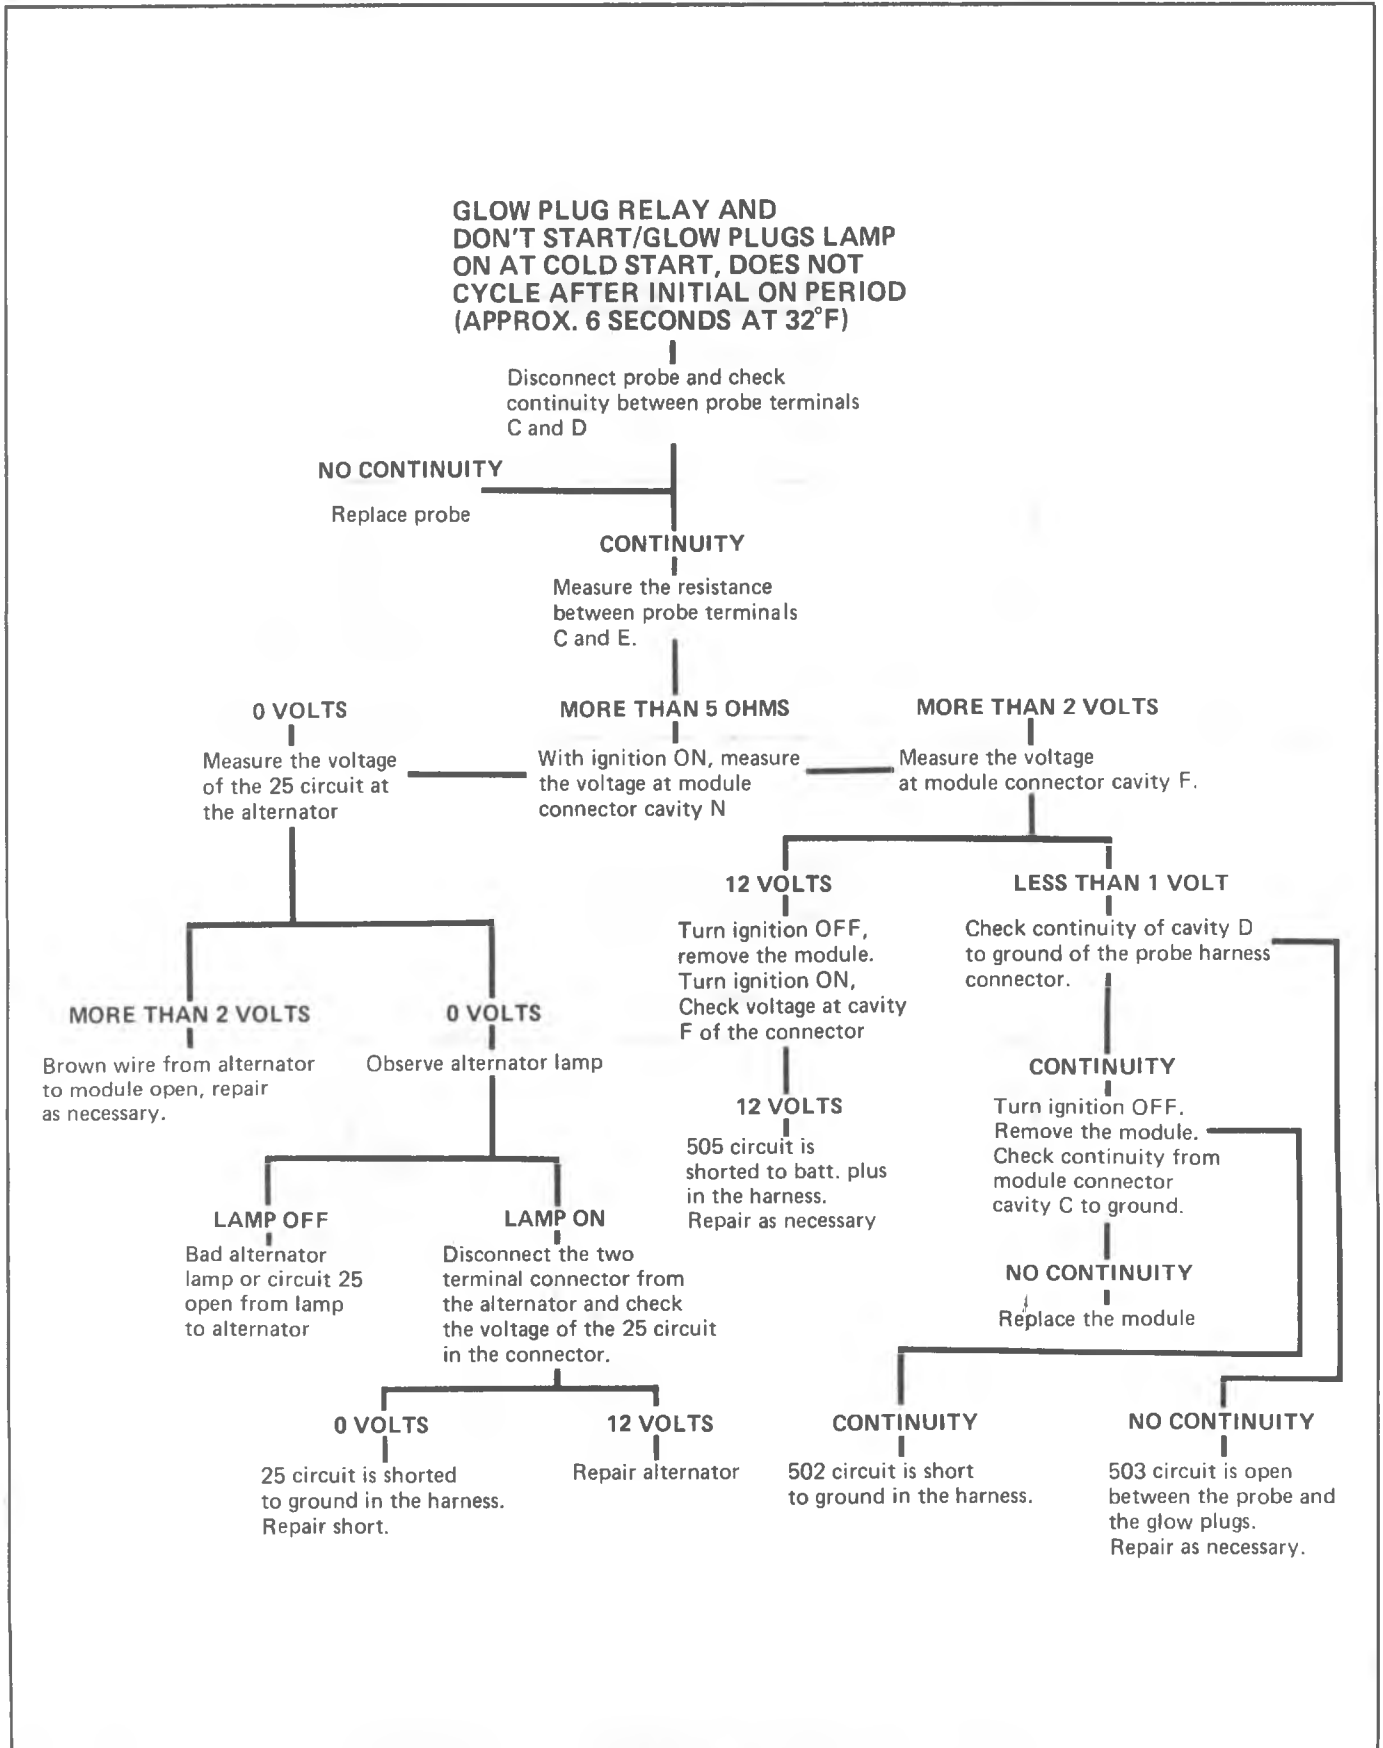 GLOW PLUG RELAY AND
DON'T START/GLOW PLUGS LAMP
ON AT COLD START, DOES NOT
CYCLE AFTER INITIAL ON PERIOD
(APPROX. 6 SECONDS AT 32°F)
Disconnect probe and check
continuity between probe terminals
C and D
NO CONTINUITY
Replace probe
CONTINUITY
Measure the resistance
between probe terminals
C and E.
0 VOLTS
Measure the voltage
of the 25 circuit at
the alternator
MORE THAN 5 OHMS
With ignition ON, measure
the voltage at module
connector cavity N
MORE THAN 2 VOLTS
Measure the voltage
at module connector cavity F.
12 VOLTS
Turn ignition OFF,
remove the module.
Turn ignition ON,
Check voltage at cavity
F of the connector
LESS THAN 1 VOLT
Check continuity of cavity D
to ground of the probe harness
connector.
MORE THAN 2 VOLTS
Brown wire from alternator
to module open, repair
as necessary.
0 VOLTS
Observe alternator lamp
12 VOLTS
505 circuit is
shorted to batt. plus
in the harness.
Repair as necessary
CONTINUITY
Turn ignition OFF.
Remove the module.
Check continuity from
module connector
cavity C to ground.
LAMP OFF
Bad alternator
lamp or circuit 25
open from lamp
to alternator
LAMP ON
Disconnect the two
terminal connector from
the alternator and check
the voltage of the 25 circuit
in the connector.
NO CONTINUITY
Replace the module
0 VOLTS
25 circuit is shorted
to ground in the harness.
Repair short.
12 VOLTS
Repair alternator
CONTINUITY
502 circuit is short
to ground in the harness.
NO CONTINUITY
503 circuit is open
between the probe and
the glow plugs.
Repair as necessary.